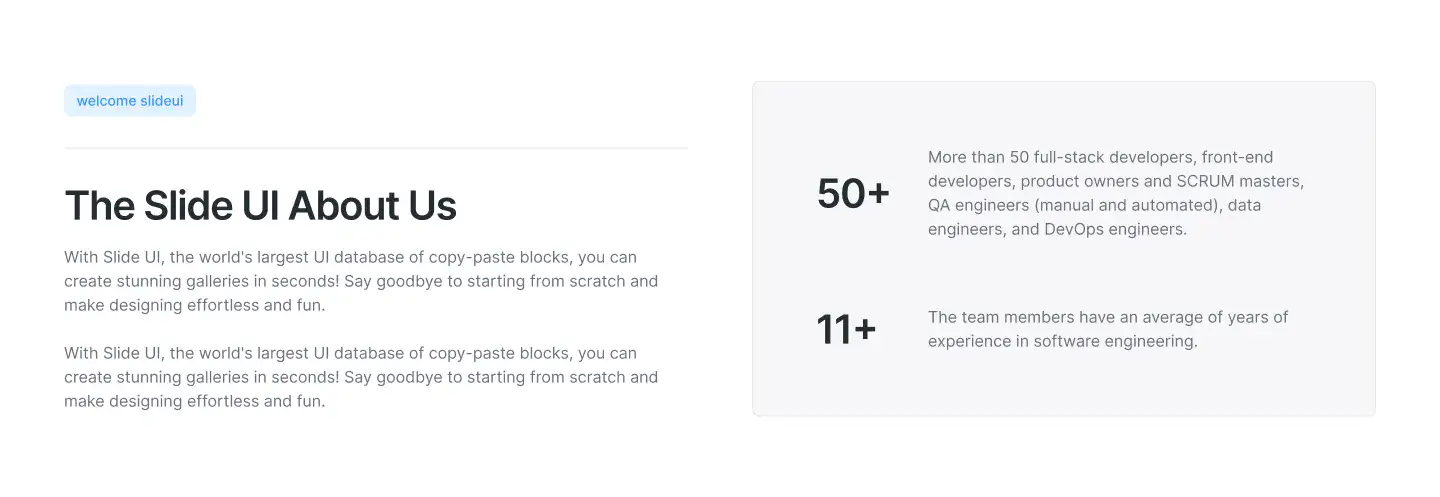 welcome slideui
The Slide UI About Us
With Slide UI, the world's largest UI database of copy-paste blocks, you can
create stunning galleries in seconds! Say goodbye to starting from scratch and
make designing effortless and fun.
With Slide UI, the world's largest UI database of copy-paste blocks, you can
create stunning galleries in seconds! Say goodbye to starting from scratch and
make designing effortless and fun.
50+
More than 50 full-stack developers, front-end
developers, product owners and SCRUM masters,
QA engineers (manual and automated), data
engineers, and DevOps engineers.
11+
The team members have an average of years of
experience in software engineering.